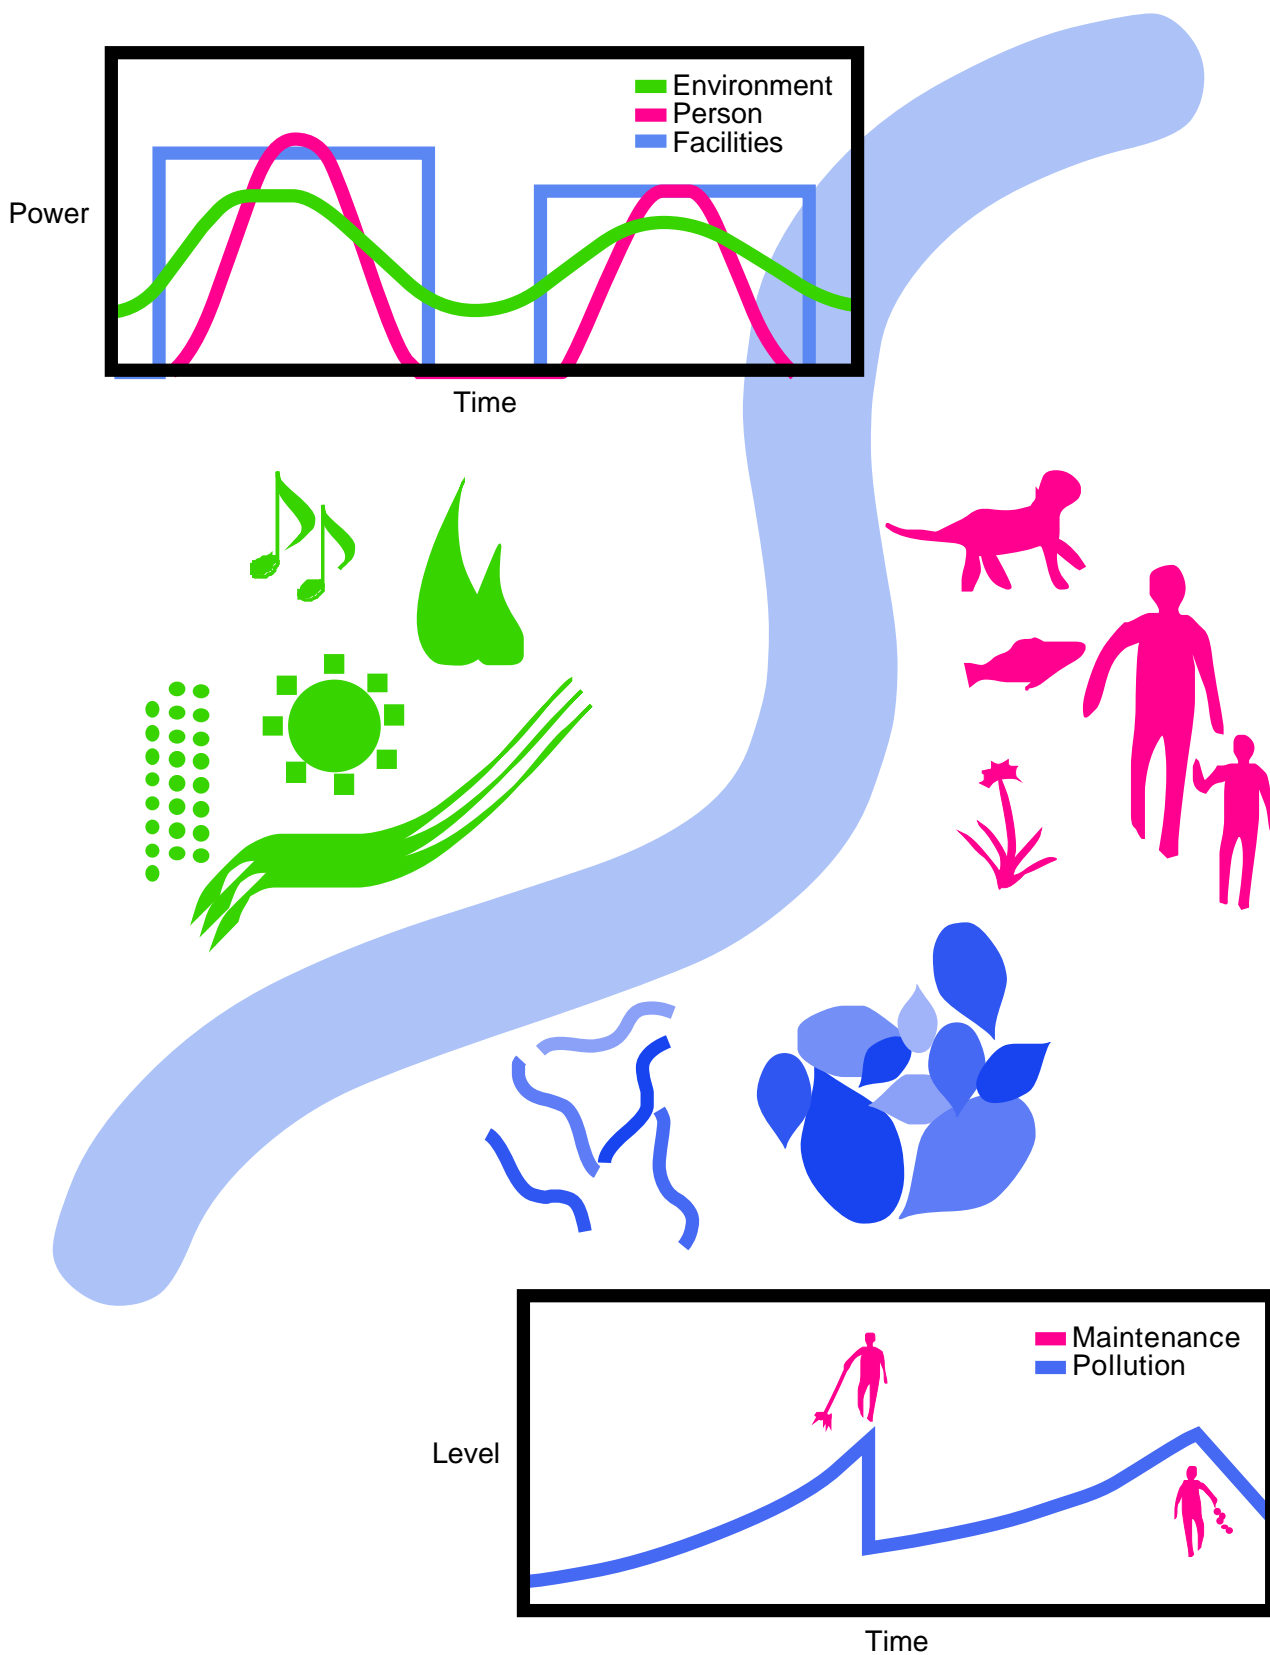 Environment
Person
Facilities
Power
Time
Maintenance
Pollution
Level
Time